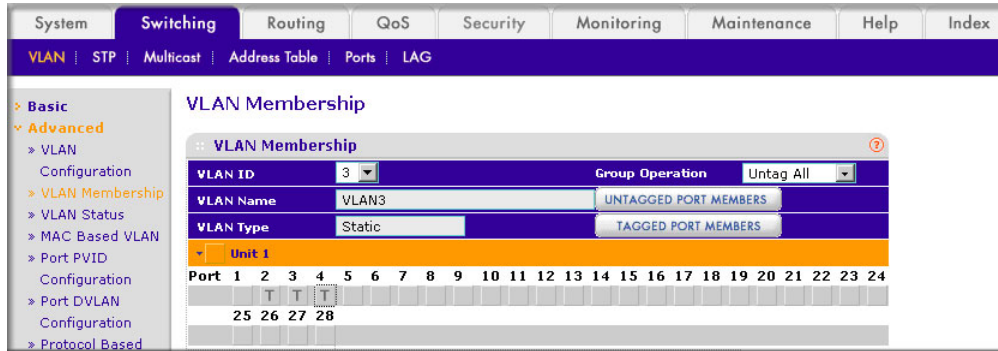 System Switching Routing QoS Security Monitoring Maintenance Help Index
VLAN STP Multicast Address Table Ports LAG
Basic
Advanced
» VLAN
Configuration
» VLAN Membership
» VLAN Status
» MAC Based VLAN
» Port PVID
Configuration
» Port DVLAN
Configuration
» Protocol Based
VLAN Membership
VLAN Membership ?
VLAN ID 3 Group Operation Untag All
VLAN Name VLAN3 UNTAGGED PORT MEMBERS
VLAN Type Static TAGGED PORT MEMBERS
Unit 1
Port 1 2 3 4 5 6 7 8 9 10 11 12 13 14 15 16 17 18 19 20 21 22 23 24
T T T
25 26 27 28